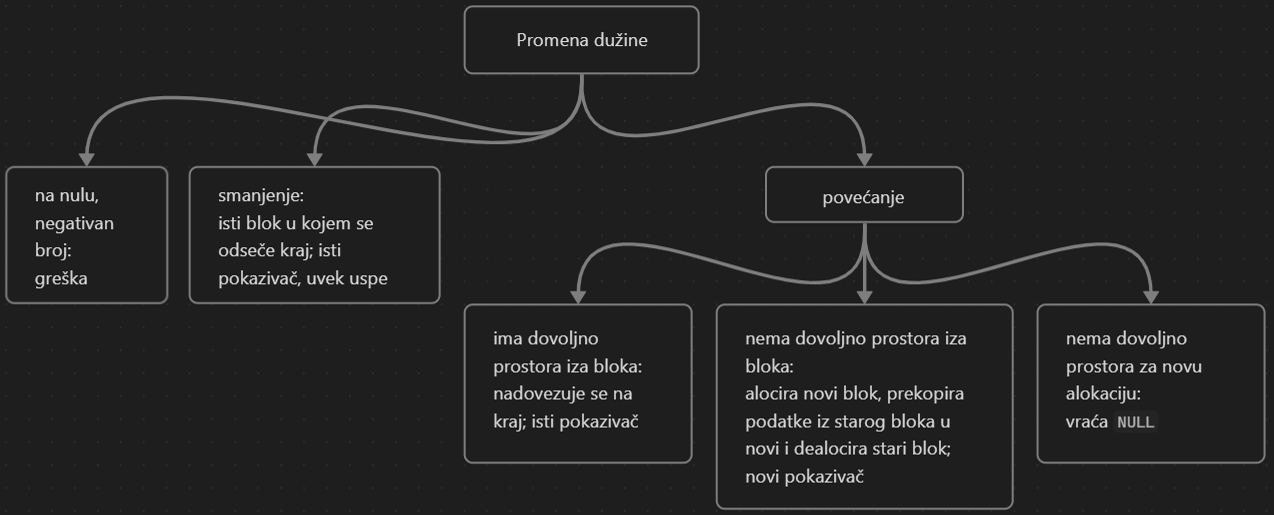 Promena dužine
na nulu,
negativan
broj:
greška
smanjenje:
isti blok u kojem se
odseče kraj; isti
pokazivač, uvek uspe
povećanje
ima dovoljno
prostora iza bloka:
nadovezuje se na
kraj; isti pokazivač
nema dovoljno prostora iza
bloka:
alocira novi blok, prekopira
podatke iz starog bloka u
novi i dealocira stari blok;
novi pokazivač
nema dovoljno
prostora za novu
alokaciju:
vraća NULL